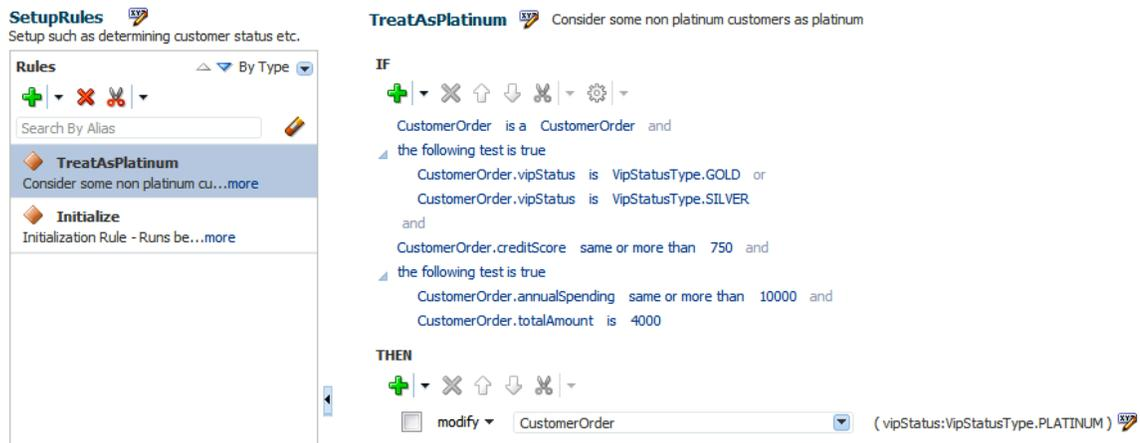 SetupRules
Setup such as determining customer status etc.
Rules
By Type
Search By Alias
TreatAsPlatinum
Consider some non platinum cu...more
Initialize
Initialization Rule - Runs be...more
TreatAsPlatinum Consider some non platinum customers as platinum
IF
CustomerOrder is a CustomerOrder and
the following test is true
CustomerOrder.vipStatus is VipStatusType.GOLD or
CustomerOrder.vipStatus is VipStatusType.SILVER
and
CustomerOrder.creditScore same or more than 750 and
the following test is true
CustomerOrder.annualSpending same or more than 10000 and
CustomerOrder.totalAmount is 4000
THEN
modify CustomerOrder ( vipStatus:VipStatusType.PLATINUM )